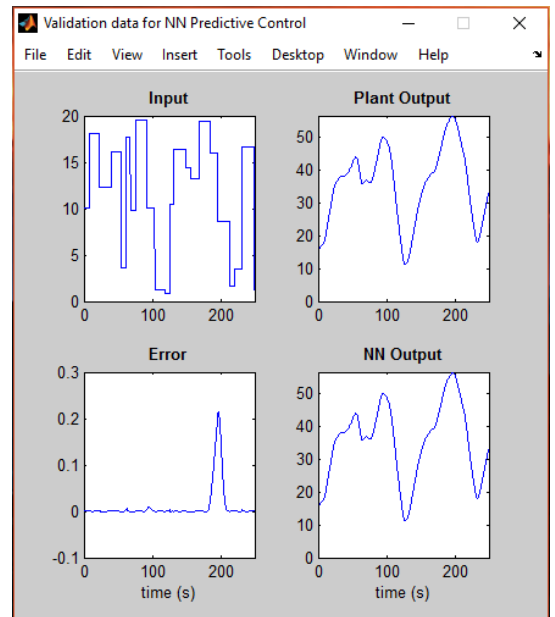 Validation data for NN Predictive Control
File Edit View Insert Tools Desktop Window Help
Input
20
15
10
5
0
0 100 200
Plant Output
50
40
30
20
10
0
0 100 200
Error
0.3
0.2
0.1
0
-0.1
0 100 200
time (s)
NN Output
50
40
30
20
10
0
0 100 200
time (s)